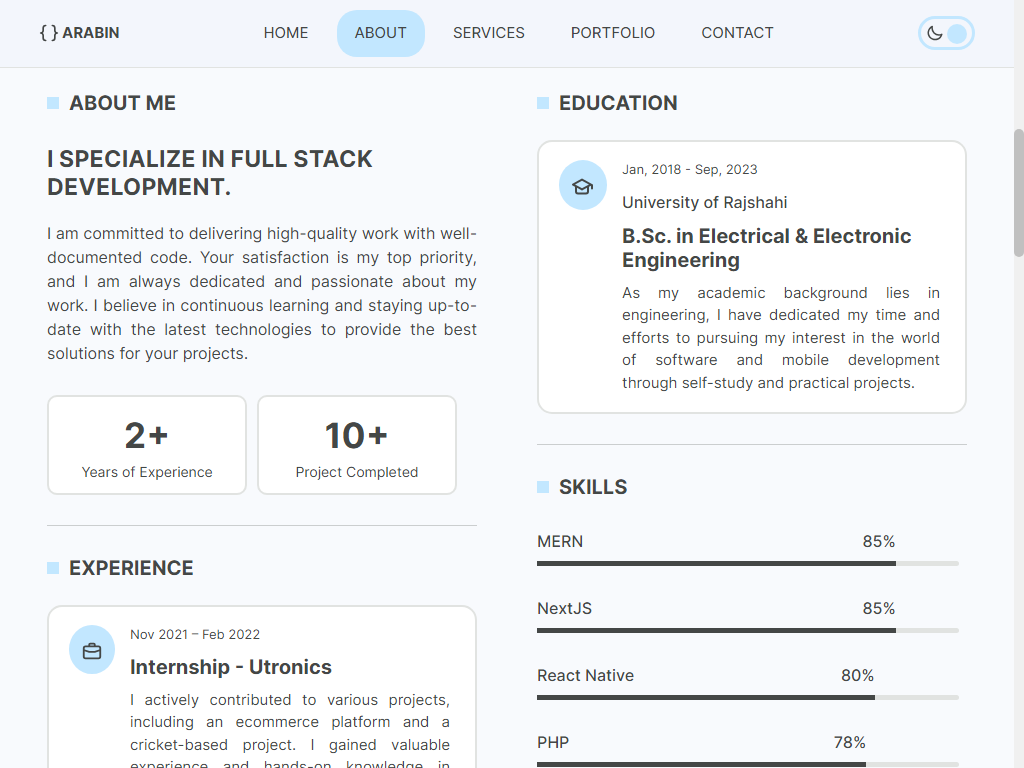 { } ARABIN
HOME
ABOUT
SERVICES
PORTFOLIO
CONTACT
ABOUT ME
I SPECIALIZE IN FULL STACK
DEVELOPMENT.
I am committed to delivering high-quality work with well-
documented code. Your satisfaction is my top priority,
and I am always dedicated and passionate about my
work. I believe in continuous learning and staying up-to-
date with the latest technologies to provide the best
solutions for your projects.
2+
Years of Experience
10+
Project Completed
EXPERIENCE
Nov 2021 – Feb 2022
Internship - Utronics
I actively contributed to various projects,
including an ecommerce platform and a
cricket-based project. I gained valuable
experience and hands-on knowledge in
EDUCATION
Jan, 2018 - Sep, 2023
University of Rajshahi
B.Sc. in Electrical & Electronic
Engineering
As my academic background lies in
engineering, I have dedicated my time and
efforts to pursuing my interest in the world
of software and mobile development
through self-study and practical projects.
SKILLS
MERN 85%
NextJS 85%
React Native 80%
PHP 78%